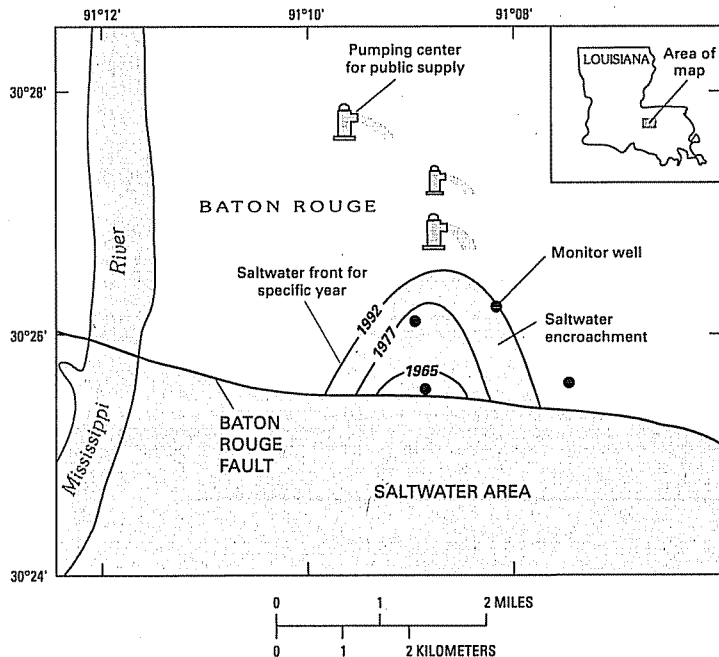 91°12'
91°10'
91°08'
30°28'
30°26'
30°24'
Pumping center
for public supply
LOUISIANA
Area of
map
BATON ROUGE
River
Mississippi
Saltwater front for
specific year
1992
1977
1965
Monitor well
Saltwater
encroachment
BATON
ROUGE
FAULT
SALTWATER AREA
0 1 2 MILES
0 1 2 KILOMETERS